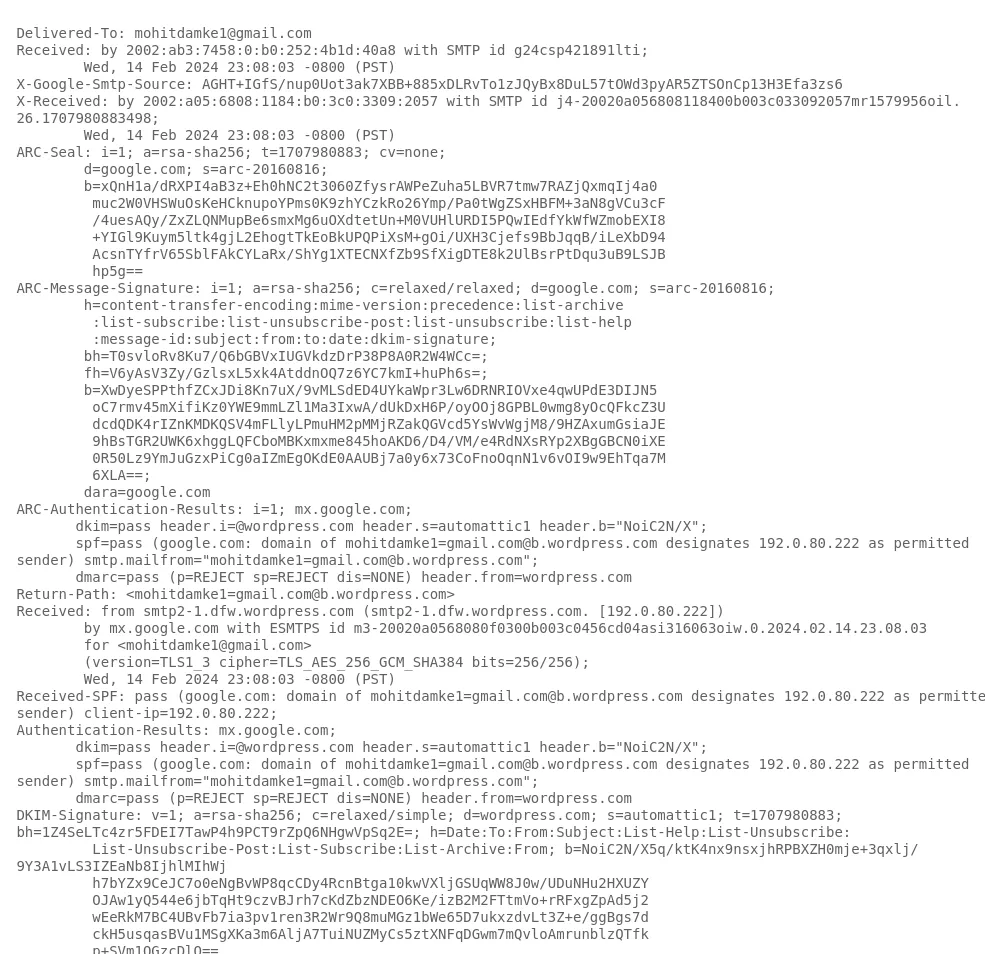 Delivered-To: mohitdamke1@gmail.com
Received: by 2002:ab3:7458:0:b0:252:4b1d:40a8 with SMTP id g24csp421891lti;
Wed, 14 Feb 2024 23:08:03 -0800 (PST)
X-Google-Smtp-Source: AGHT+IGfS/nup0Uot3ak7XBB+885xDLRvTo1zJQyBx8DuL57tOWd3pyAR5ZTSOnCp13H3Efa3zs6
X-Received: by 2002:a05:6808:1184:b0:3c0:3309:2057 with SMTP id j4-20020a056808118400b003c033092057mr1579956oil.
26.1707980883498;
Wed, 14 Feb 2024 23:08:03 -0800 (PST)
ARC-Seal: i=1; a=rsa-sha256; t=1707980883; cv=none;
d=google.com; s=arc-20160816;
b=xQnH1a/dRXPI4aB3z+Eh0hNC2t3060ZfysrAWPeZuha5LBVR7tmw7RAZjQxmqIj4a0
muc2W0VHSWuOsKeHCknupoYPms0K9zhYCzkRo26Ymp/Pa0tWgZSxHBFM+3aN8gVCu3cF
/4uesAQy/ZxZLQNMupBe6smxMg6uOXdtetUn+M0VUHlURDI5PQwIEdfYkWfWZmobEXI8
+YIGl9Kuym5ltk4gjL2EhogtTkEoBkUPQPiXsM+gOi/UXH3Cjefs9BbJqqB/iLeXbD94
AcsnTYfrV65SblFAkCYLaRx/ShYg1XTECNXfZb9SfXigDTE8k2UlBsrPtDqu3uB9LSJB
hp5g==
ARC-Message-Signature: i=1; a=rsa-sha256; c=relaxed/relaxed; d=google.com; s=arc-20160816;
h=content-transfer-encoding:mime-version:precedence:list-archive
:list-subscribe:list-unsubscribe-post:list-unsubscribe:list-help
:message-id:subject:from:to:date:dkim-signature;
bh=T0svloRv8Ku7/Q6bGBVxIUGVkdzDrP38P8A0R2W4WCc=;
fh=V6yAsV3Zy/GzlsxL5xk4AtddnOQ7z6YC7kmI+huPh6s=;
b=XwDyeSPPthfZCxJDi8Kn7uX/9vMLSdED4UYkaWpr3Lw6DRNRIOVxe4qwUPdE3DIJN5
oC7rmv45mXifiKz0YWE9mmLZl1Ma3IxwA/dUkDxH6P/oyOOj8GPBL0wmg8yOcQFkcZ3U
dcdQDK4rIZnKMDKQSV4mFLlyLPmuHM2pMMjRZakQGVcd5YsWvWgjM8/9HZAxumGsiaJE
9hBsTGR2UWK6xhggLQFCboMBKxmxme845hoAKD6/D4/VM/e4RdNXsRYp2XBgGBCN0iXE
0R50Lz9YmJuGzxPiCg0aIZmEgOKdE0AAUBj7a0y6x73CoFnoOqnN1v6vOI9w9EhTqa7M
6XLA==;
dara=google.com
ARC-Authentication-Results: i=1; mx.google.com;
dkim=pass header.i=@wordpress.com header.s=automattic1 header.b="NoiC2N/X";
spf=pass (google.com: domain of mohitdamke1=gmail.com@b.wordpress.com designates 192.0.80.222 as permitted
sender) smtp.mailfrom="mohitdamke1=gmail.com@b.wordpress.com";
dmarc=pass (p=REJECT sp=REJECT dis=NONE) header.from=wordpress.com
Return-Path: <mohitdamke1=gmail.com@b.wordpress.com>
Received: from smtp2-1.dfw.wordpress.com (smtp2-1.dfw.wordpress.com. [192.0.80.222])
by mx.google.com with ESMTPS id m3-20020a0568080f0300b003c0456cd04asi316063oiw.0.2024.02.14.23.08.03
for <mohitdamke1@gmail.com>
(version=TLS1_3 cipher=TLS_AES_256_GCM_SHA384 bits=256/256);
Wed, 14 Feb 2024 23:08:03 -0800 (PST)
Received-SPF: pass (google.com: domain of mohitdamke1=gmail.com@b.wordpress.com designates 192.0.80.222 as permitte
sender) client-ip=192.0.80.222;
Authentication-Results: mx.google.com;
dkim=pass header.i=@wordpress.com header.s=automattic1 header.b="NoiC2N/X";
spf=pass (google.com: domain of mohitdamke1=gmail.com@b.wordpress.com designates 192.0.80.222 as permitted
sender) smtp.mailfrom="mohitdamke1=gmail.com@b.wordpress.com";
dmarc=pass (p=REJECT sp=REJECT dis=NONE) header.from=wordpress.com
DKIM-Signature: v=1; a=rsa-sha256; c=relaxed/simple; d=wordpress.com; s=automattic1; t=1707980883;
bh=1Z4SeLTc4zr5FDEI7TawP4h9PCT9rZpQ6NHgwVpSq2E=; h=Date:To:From:Subject:List-Help:List-Unsubscribe:
List-Unsubscribe-Post:List-Subscribe:List-Archive:From; b=NoiC2N/X5q/ktK4nx9nsxjhRPBXZH0mje+3qxlj/
9Y3A1vLS3IZEaNb8IjhlMIhWj
h7bYZx9CeJC7o0eNgBvWP8qcCDy4RcnBtga10kwVXljGSUqWW8J0w/UDuNHu2HXUZY
OJAw1yQ544e6jbTqHt9czvBJrh7cKdZbzNDEO6Ke/izB2M2FTtmVo+rRFxgZpAd5j2
wEeRkM7BC4UBvFb7ia3pv1ren3R2Wr9Q8muMGz1bWe65D7ukxzdvLt3Z+e/ggBgs7d
ckH5usqasBVu1MSgXKa3m6AljA7TuiNUZMyCs5ztXNFqDGwm7mQvloAmrunblzQTfk
p+SVm1QGzcDlQ==